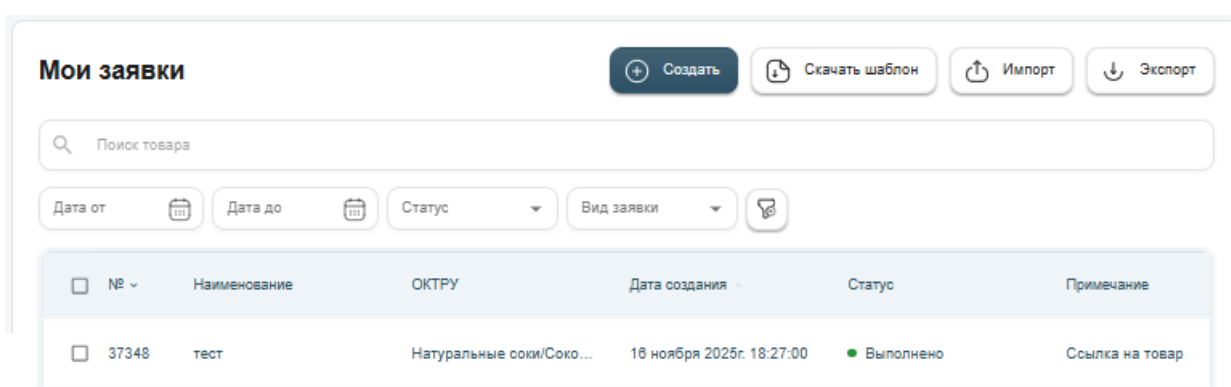 Мои заявки
Создать
Скачать шаблон
Импорт
Экспорт
Поиск товара
Дата от
Дата до
Статус
Вид заявки
№ Наименование ОКТРУ Дата создания Статус Примечание
37348 тест Натуральные соки/Соко... 16 ноября 2025г. 18:27:00 Выполнено Ссылка на товар